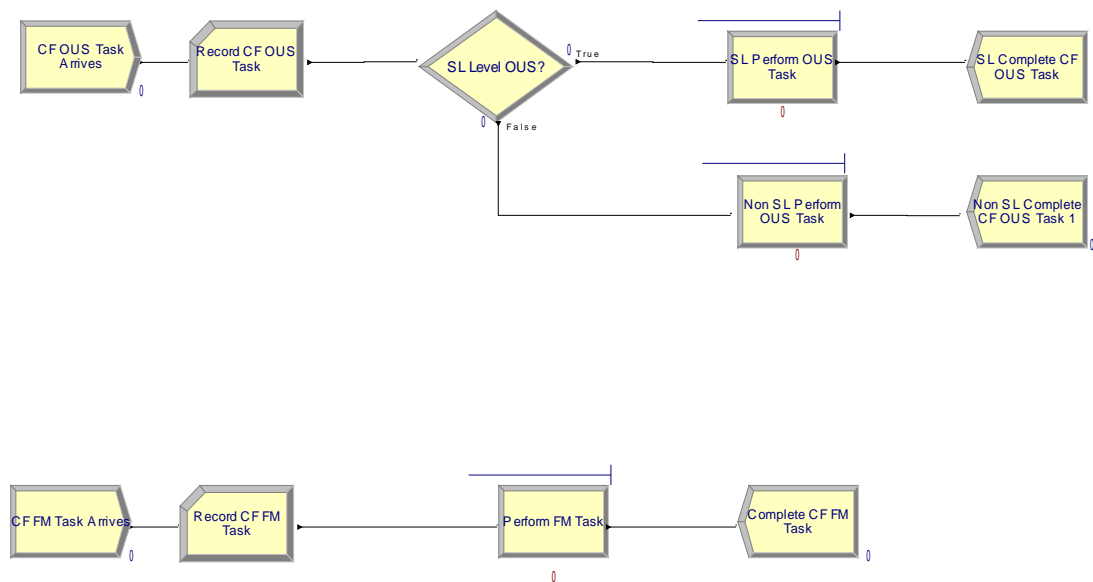 CF OUS Task
Arrives
0
Record CF OUS
Task
SL Level OUS?
0
True
0
False
SL Perform OUS
Task
0
SL Complete CF
OUS Task
Non SL Perform
OUS Task
0
Non SL Complete
CF OUS Task 1
0
CF FM Task Arrives
0
Record CF FM
Task
Perform FM Task
0
Complete CF FM
Task
0